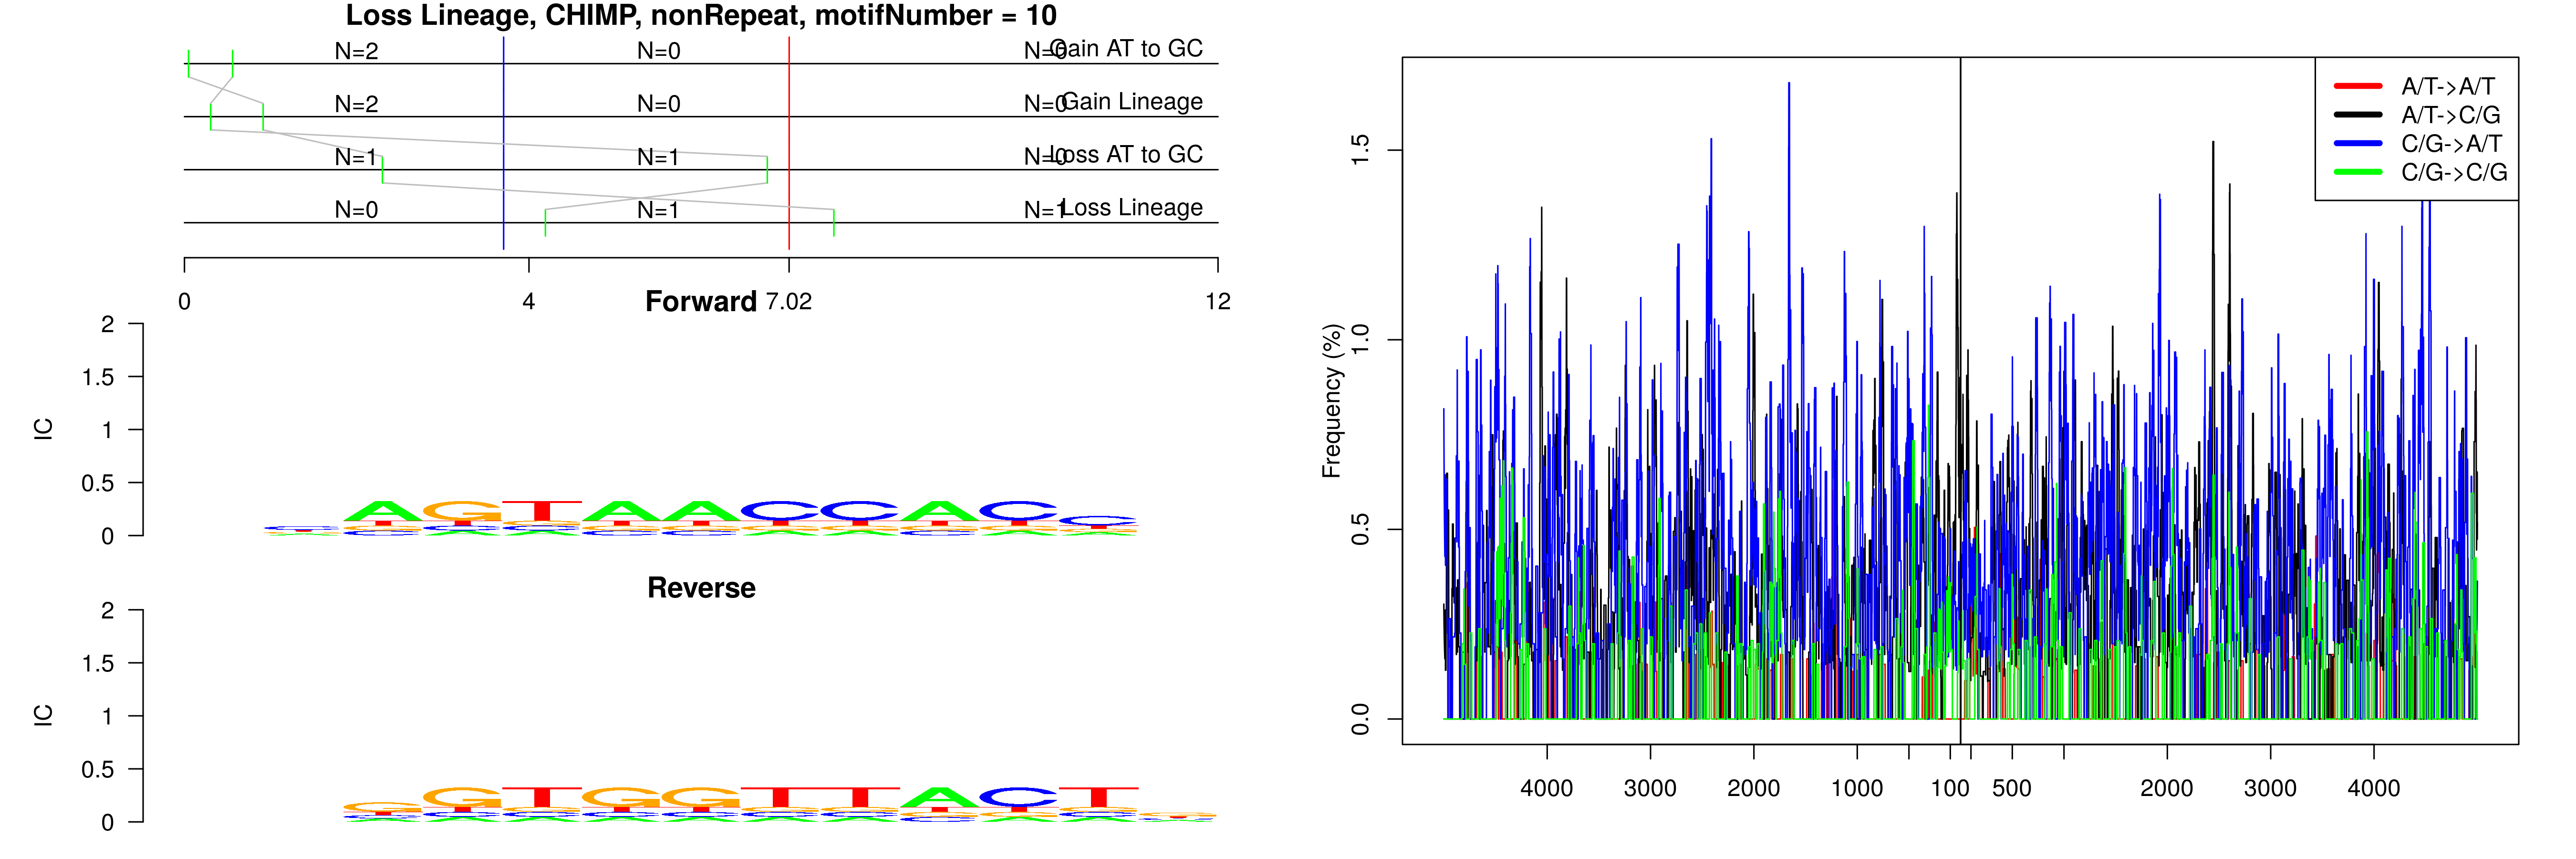 Loss Lineage, CHIMP, nonRepeat, motifNumber = 10
N=2 N=0 N=0 Gain AT to GC
N=2 N=0 N=0 Gain Lineage
N=1 N=1 N=0 Loss AT to GC
N=0 N=1 N=1 Loss Lineage
0 4 7.02 12
Forward
2
1.5
1
0.5
0
IC
AGTAACCACC
Reverse
2
1.5
1
0.5
0
IC
GGTGGTTACT
Frequency (%)
1.5
1.0
0.5
0.0
A/T->A/T
A/T->C/G
C/G->A/T
C/G->C/G
4000 3000 2000 1000 100 500 2000 3000 4000